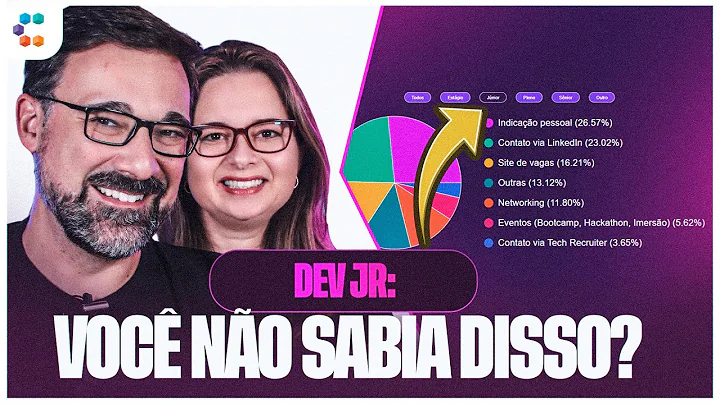 Todos
Estágio
Júnior
Pleno
Sênior
Outro
Indicação pessoal (26.57%)
Contato via LinkedIn (23.02%)
Site de vagas (16.21%)
Outras (13.12%)
Networking (11.80%)
Eventos (Bootcamp, Hackathon, Imersão) (5.62%)
Contato via Tech Recruiter (3.65%)
DEV JR:
VOCÊ NÃO SABIA DISSO?